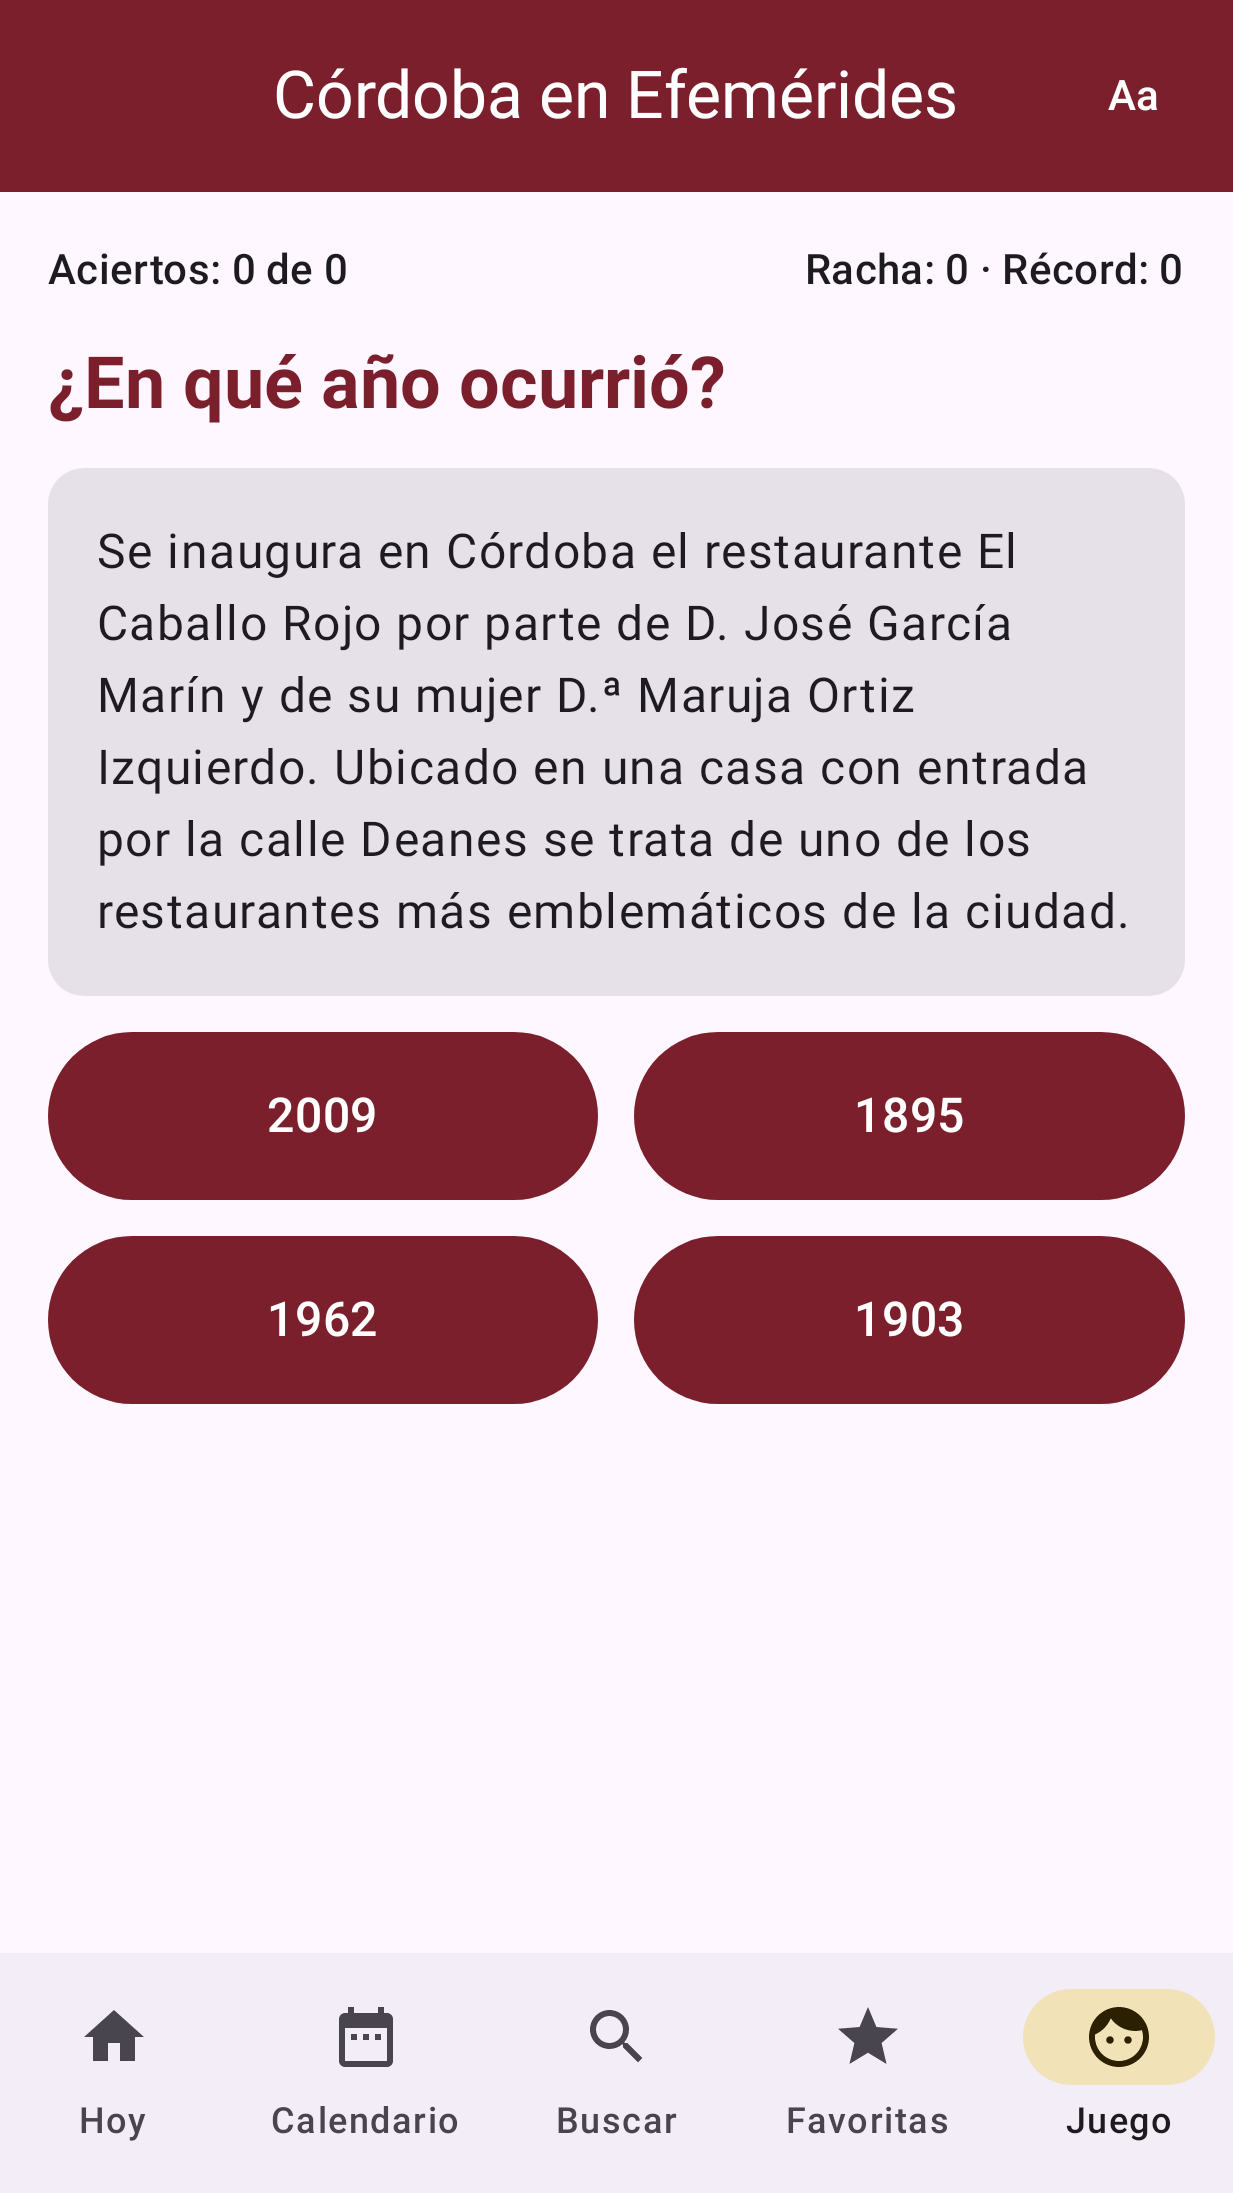 Córdoba en Efemérides
Aa
Aciertos: 0 de 0
Racha: 0 · Récord: 0
¿En qué año ocurrió?
Se inaugura en Córdoba el restaurante El
Caballo Rojo por parte de D. José García
Marín y de su mujer D.ª Maruja Ortiz
Izquierdo. Ubicado en una casa con entrada
por la calle Deanes se trata de uno de los
restaurantes más emblemáticos de la ciudad.
2009
1895
1962
1903
Hoy
Calendario
Buscar
Favoritas
Juego